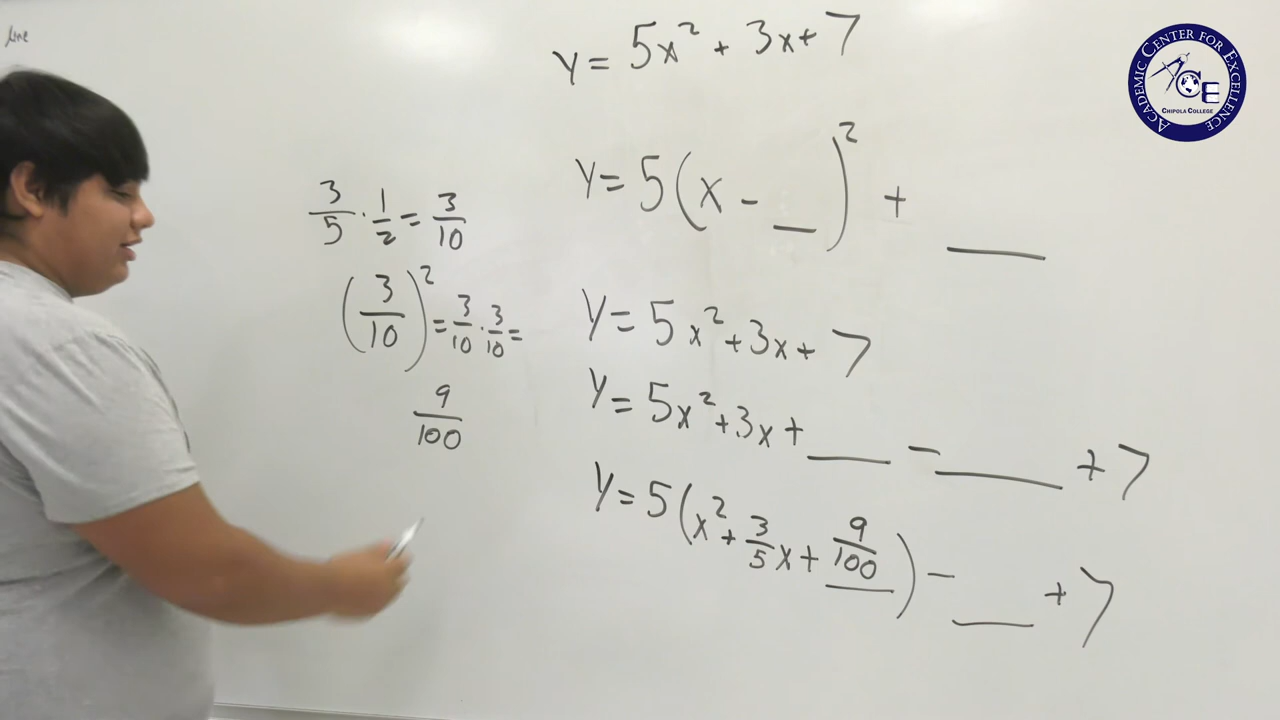 line
y = 5x² + 3x + 7
y = 5(x - __)² + __
3/5 · 1/2 = 3/10
(3/10)² = 3/10 · 3/10 =
9/100
y = 5x² + 3x + 7
y = 5x² + 3x + __ - __ + 7
y = 5(x² + 3/5x + 9/100) - __ + 7
ACADEMIC CENTER FOR EXCELLENCE
ACE
CHIPOLA COLLEGE